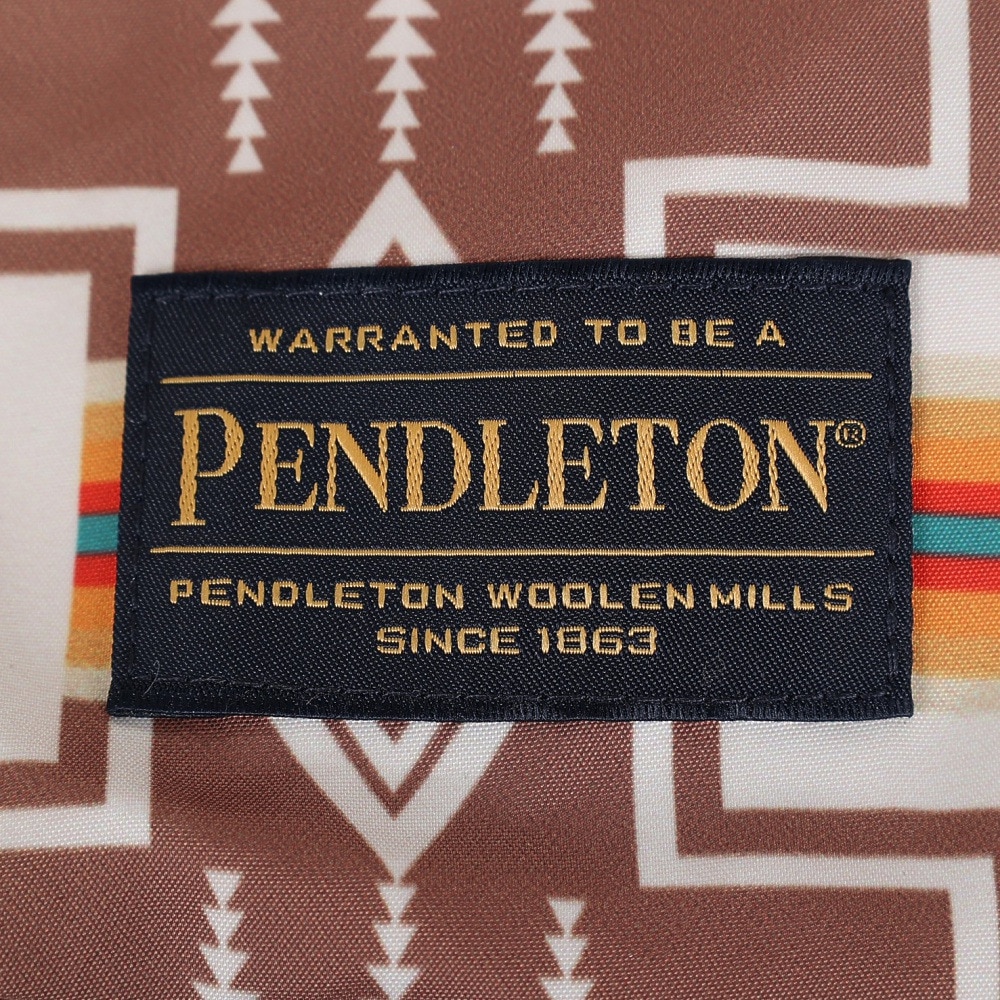 WARRANTED TO BE A
PENDLETON®
PENDLETON WOOLEN MILLS
SINCE 1863